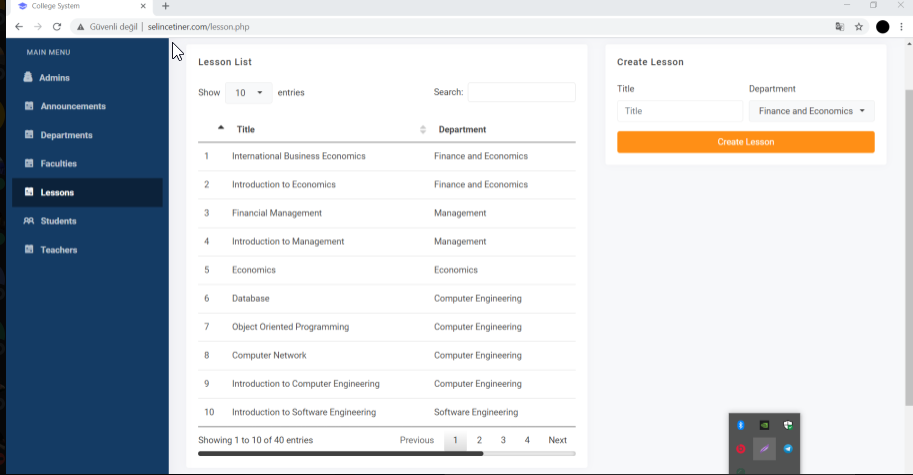 College System
Güvenli değil | selincetiner.com/lesson.php
MAIN MENU
Admins
Announcements
Departments
Faculties
Lessons
Students
Teachers
Lesson List
Show 10 entries
Search:
Title Department
1 International Business Economics Finance and Economics
2 Introduction to Economics Finance and Economics
3 Financial Management Management
4 Introduction to Management Management
5 Economics Economics
6 Database Computer Engineering
7 Object Oriented Programming Computer Engineering
8 Computer Network Computer Engineering
9 Introduction to Computer Engineering Computer Engineering
10 Introduction to Software Engineering Software Engineering
Showing 1 to 10 of 40 entries
Previous 1 2 3 4 Next
Create Lesson
Title Department
Title Finance and Economics
Create Lesson